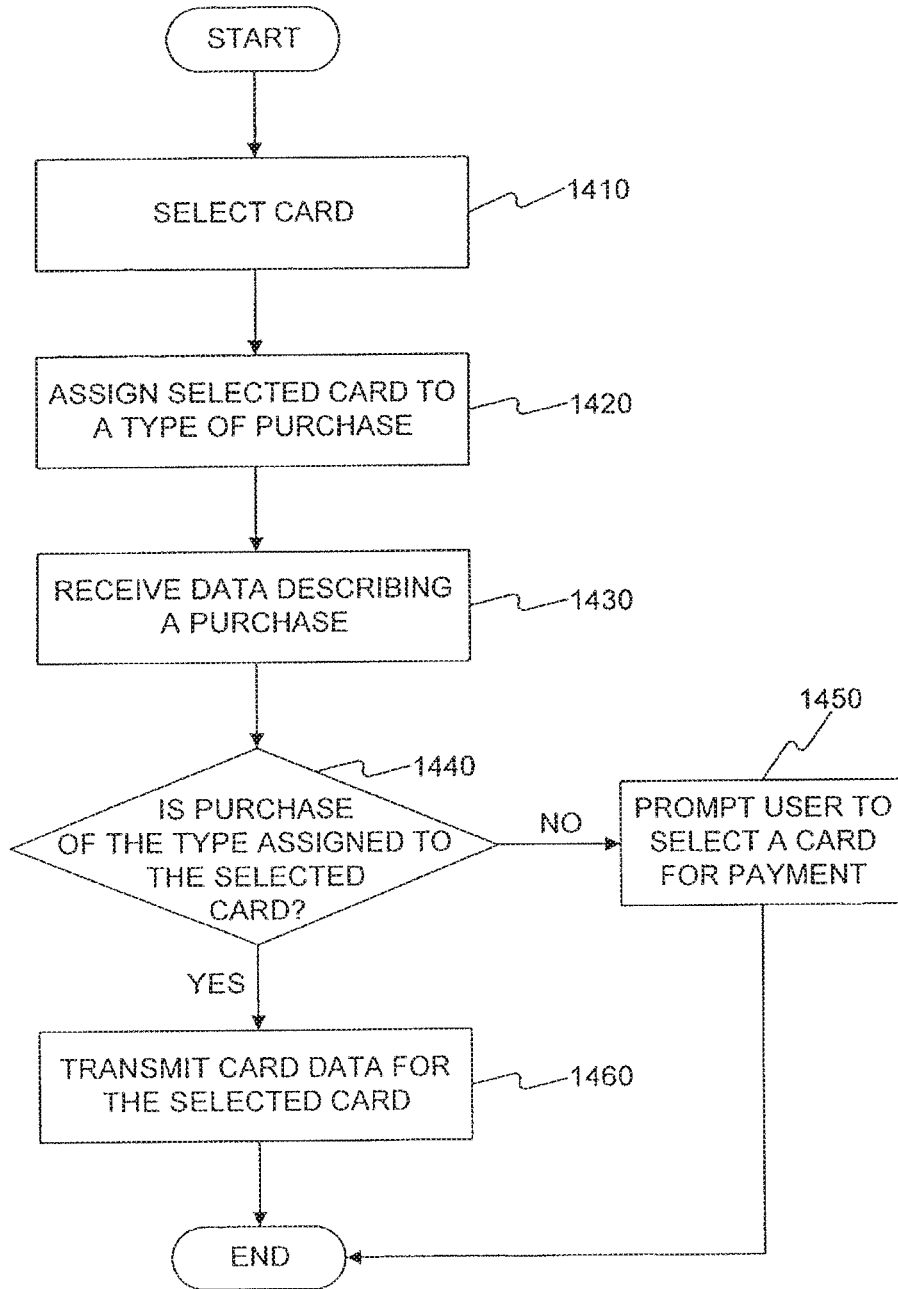 START
SELECT CARD
1410
ASSIGN SELECTED CARD TO
A TYPE OF PURCHASE
1420
RECEIVE DATA DESCRIBING
A PURCHASE
1430
1440
IS PURCHASE
OF THE TYPE ASSIGNED TO
THE SELECTED
CARD?
NO
1450
PROMPT USER TO
SELECT A CARD
FOR PAYMENT
YES
TRANSMIT CARD DATA FOR
THE SELECTED CARD
1460
END